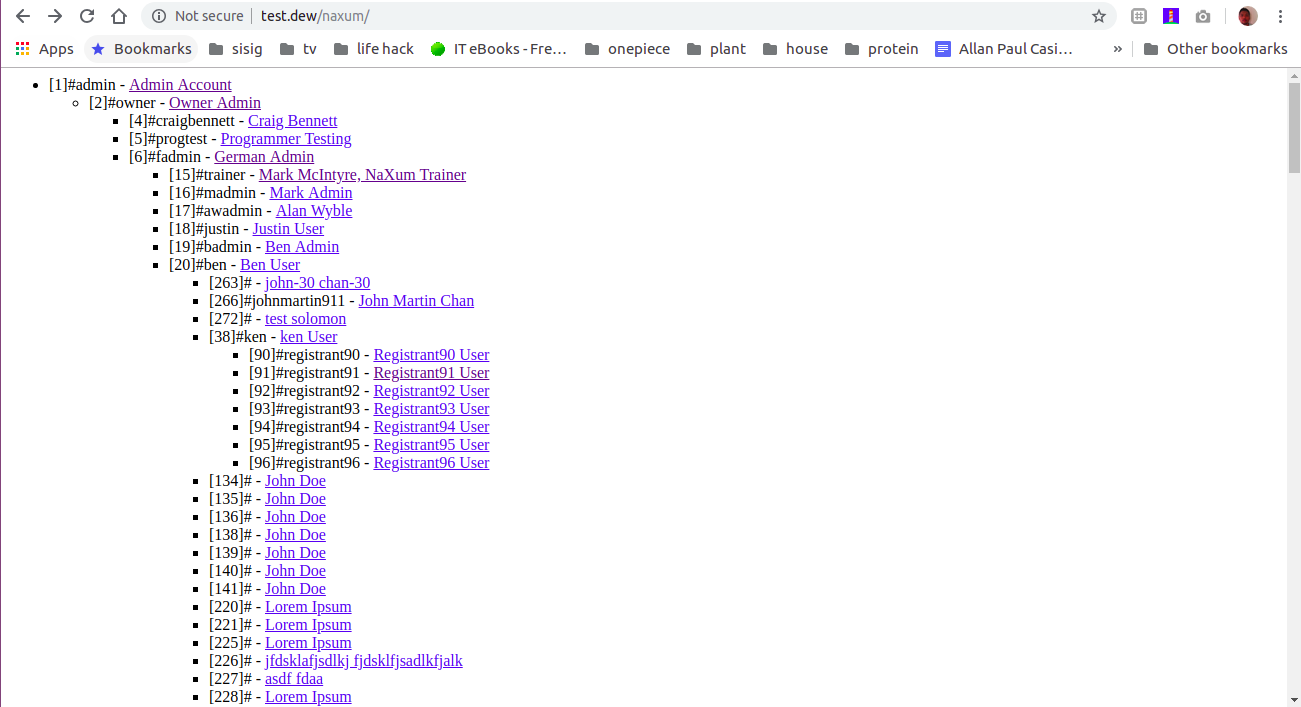 Not secure | test.dew/naxum/
Apps Bookmarks sisig tv life hack IT eBooks - Fre... onepiece plant house protein Allan Paul Casi... » Other bookmarks
[1]#admin - Admin Account
[2]#owner - Owner Admin
[4]#craigbennett - Craig Bennett
[5]#progtest - Programmer Testing
[6]#fadmin - German Admin
[15]#trainer - Mark McIntyre, NaXum Trainer
[16]#madmin - Mark Admin
[17]#awadmin - Alan Wyble
[18]#justin - Justin User
[19]#badmin - Ben Admin
[20]#ben - Ben User
[263]# - john-30 chan-30
[266]#johnmartin911 - John Martin Chan
[272]# - test solomon
[38]#ken - ken User
[90]#registrant90 - Registrant90 User
[91]#registrant91 - Registrant91 User
[92]#registrant92 - Registrant92 User
[93]#registrant93 - Registrant93 User
[94]#registrant94 - Registrant94 User
[95]#registrant95 - Registrant95 User
[96]#registrant96 - Registrant96 User
[134]# - John Doe
[135]# - John Doe
[136]# - John Doe
[138]# - John Doe
[139]# - John Doe
[140]# - John Doe
[141]# - John Doe
[220]# - Lorem Ipsum
[221]# - Lorem Ipsum
[225]# - Lorem Ipsum
[226]# - jfdsklafjsdlkj fjdsklfjsadlkfjalk
[227]# - asdf fdaa
[228]# - Lorem Ipsum